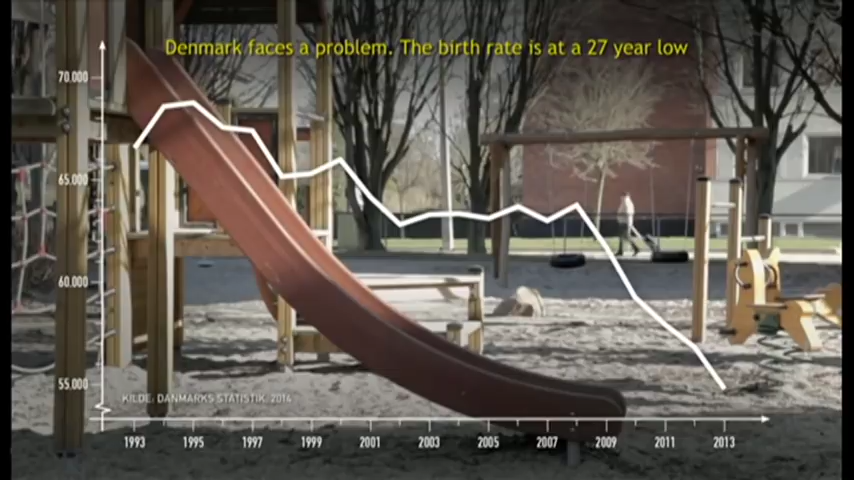 Denmark faces a problem. The birth rate is at a 27 year low
70.000
65.000
60.000
55.000
KILDE: DANMARKS STATISTIK, 2014
1993 1995 1997 1999 2001 2003 2005 2007 2009 2011 2013